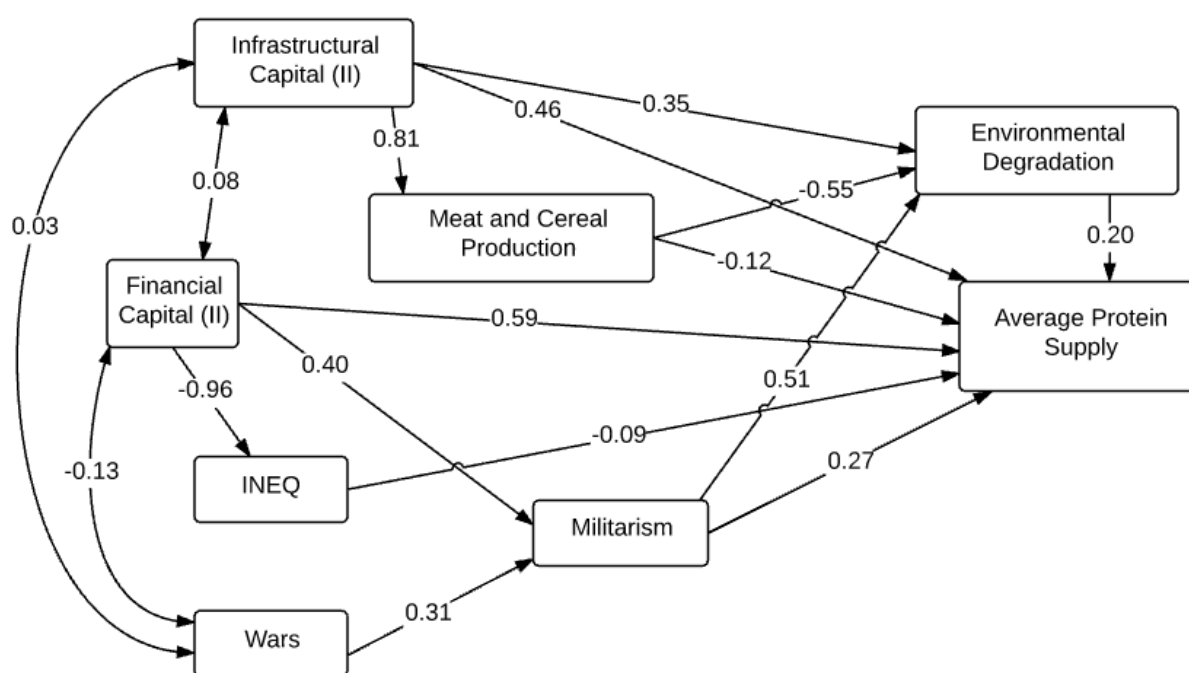 Infrastructural
Capital (II)
0.35
0.46
Environmental
Degradation
0.81
0.08
-0.55
Meat and Cereal
Production
0.03
0.20
-0.12
Financial
Capital (II)
0.59
Average Protein
Supply
0.40
0.51
-0.96
-0.09
-0.13
0.27
INEQ
Militarism
0.31
Wars